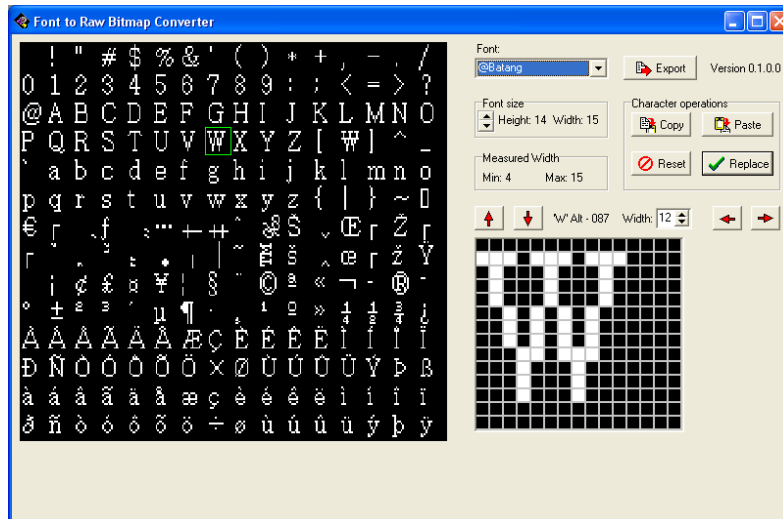 Font to Raw Bitmap Converter
! " # $ % & ' ( ) * + , - . /
0 1 2 3 4 5 6 7 8 9 : ; < = > ?
@ A B C D E F G H I J K L M N O
P Q R S T U V W X Y Z [ ₩ ] ^ _
` a b c d e f g h i j k l m n o
p q r s t u v w x y z { | } ~
Font:
@Batang
Export
Version 0.1.0.0
Font size
Height: 14 Width: 15
Character operations
Copy
Paste
Measured Width
Min: 4 Max: 15
Reset
Replace
'W' Alt - 087 Width: 12
¡ ¢ £ ¤ ¥ ¦ § ¨ © ª « ¬ - ® ¯
° ± ² ³ ´ µ ¶ · ¸ ¹ º » ¼ ½ ¾ ¿
À Á Â Ã Ä Å Æ Ç È É Ê Ë Ì Í Î Ï
Ð Ñ Ò Ó Ô Õ Ö × Ø Ù Ú Û Ü Ý Þ ß
à á â ã ä å æ ç è é ê ë ì í î ï
ð ñ ò ó ô õ ö ÷ ø ù ú û ü ý þ ÿ